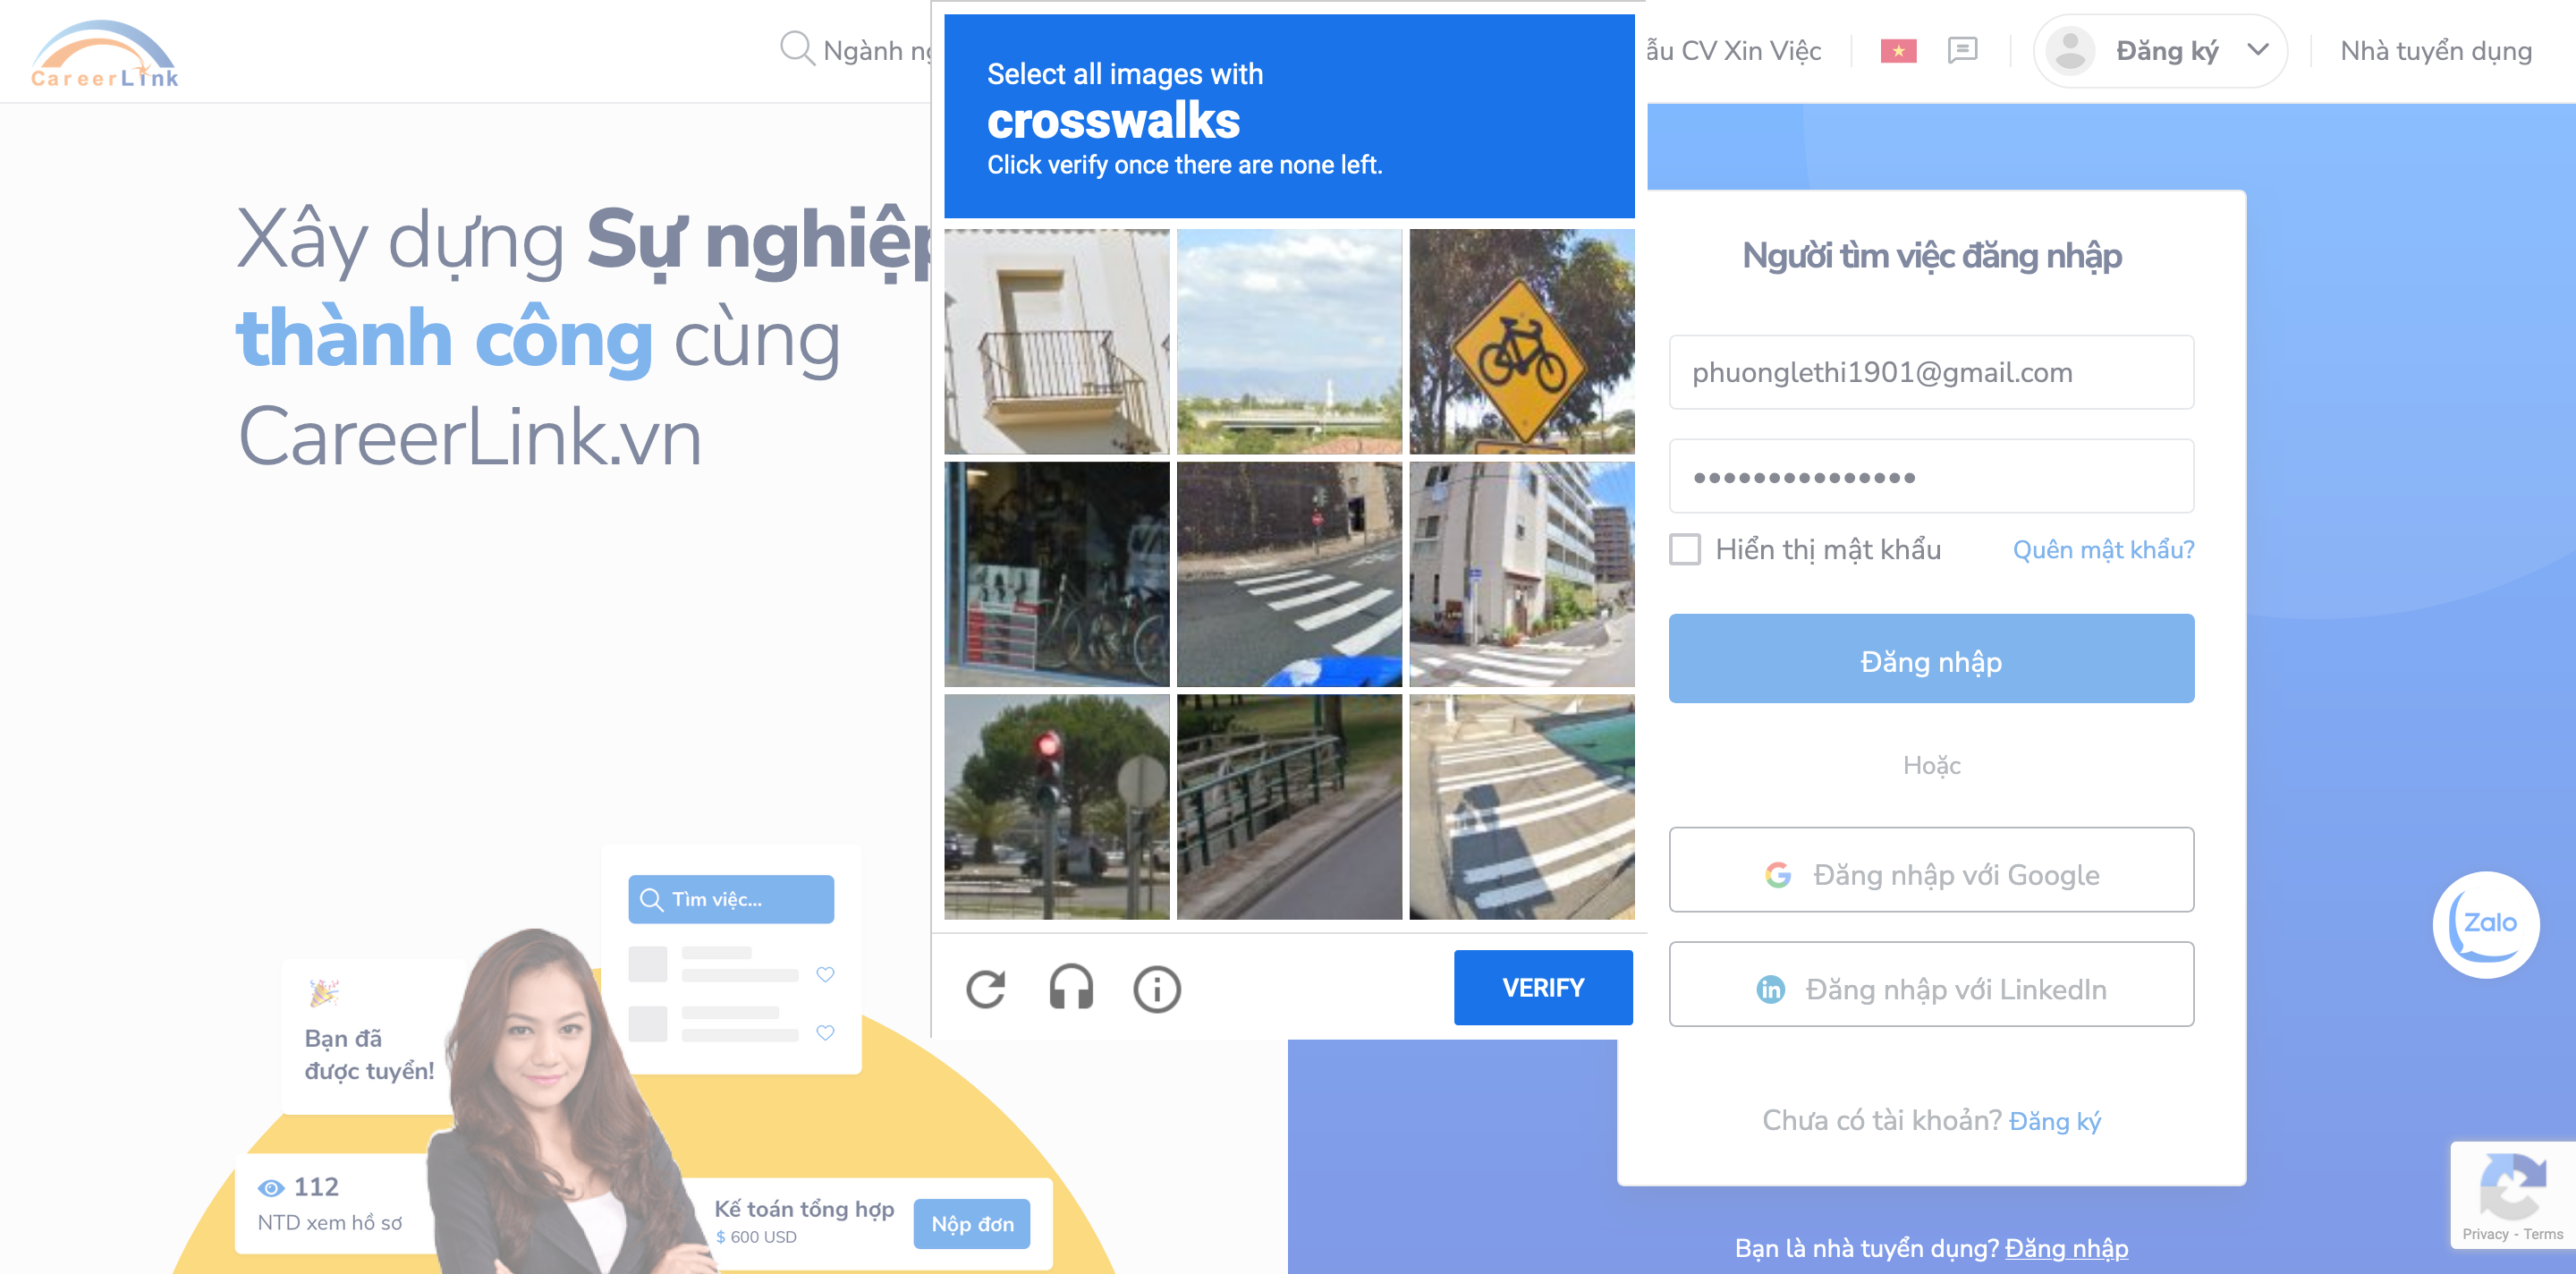 CareerLink
Ngành ng
ẫu CV Xin Việc
Đăng ký
Nhà tuyển dụng
Xây dựng Sự nghiệp
thành công cùng
CareerLink.vn
Select all images with
crosswalks
Click verify once there are none left.
VERIFY
Người tìm việc đăng nhập
phuonglethi1901@gmail.com
Hiển thị mật khẩu
Quên mật khẩu?
Đăng nhập
Hoặc
Đăng nhập với Google
in Đăng nhập với LinkedIn
Chưa có tài khoản? Đăng ký
Bạn là nhà tuyển dụng? Đăng nhập
Zalo
Privacy - Terms
Tìm việc...
Bạn đã
được tuyển!
112
NTD xem hồ sơ
Kế toán tổng hợp
$ 600 USD
Nộp đơn